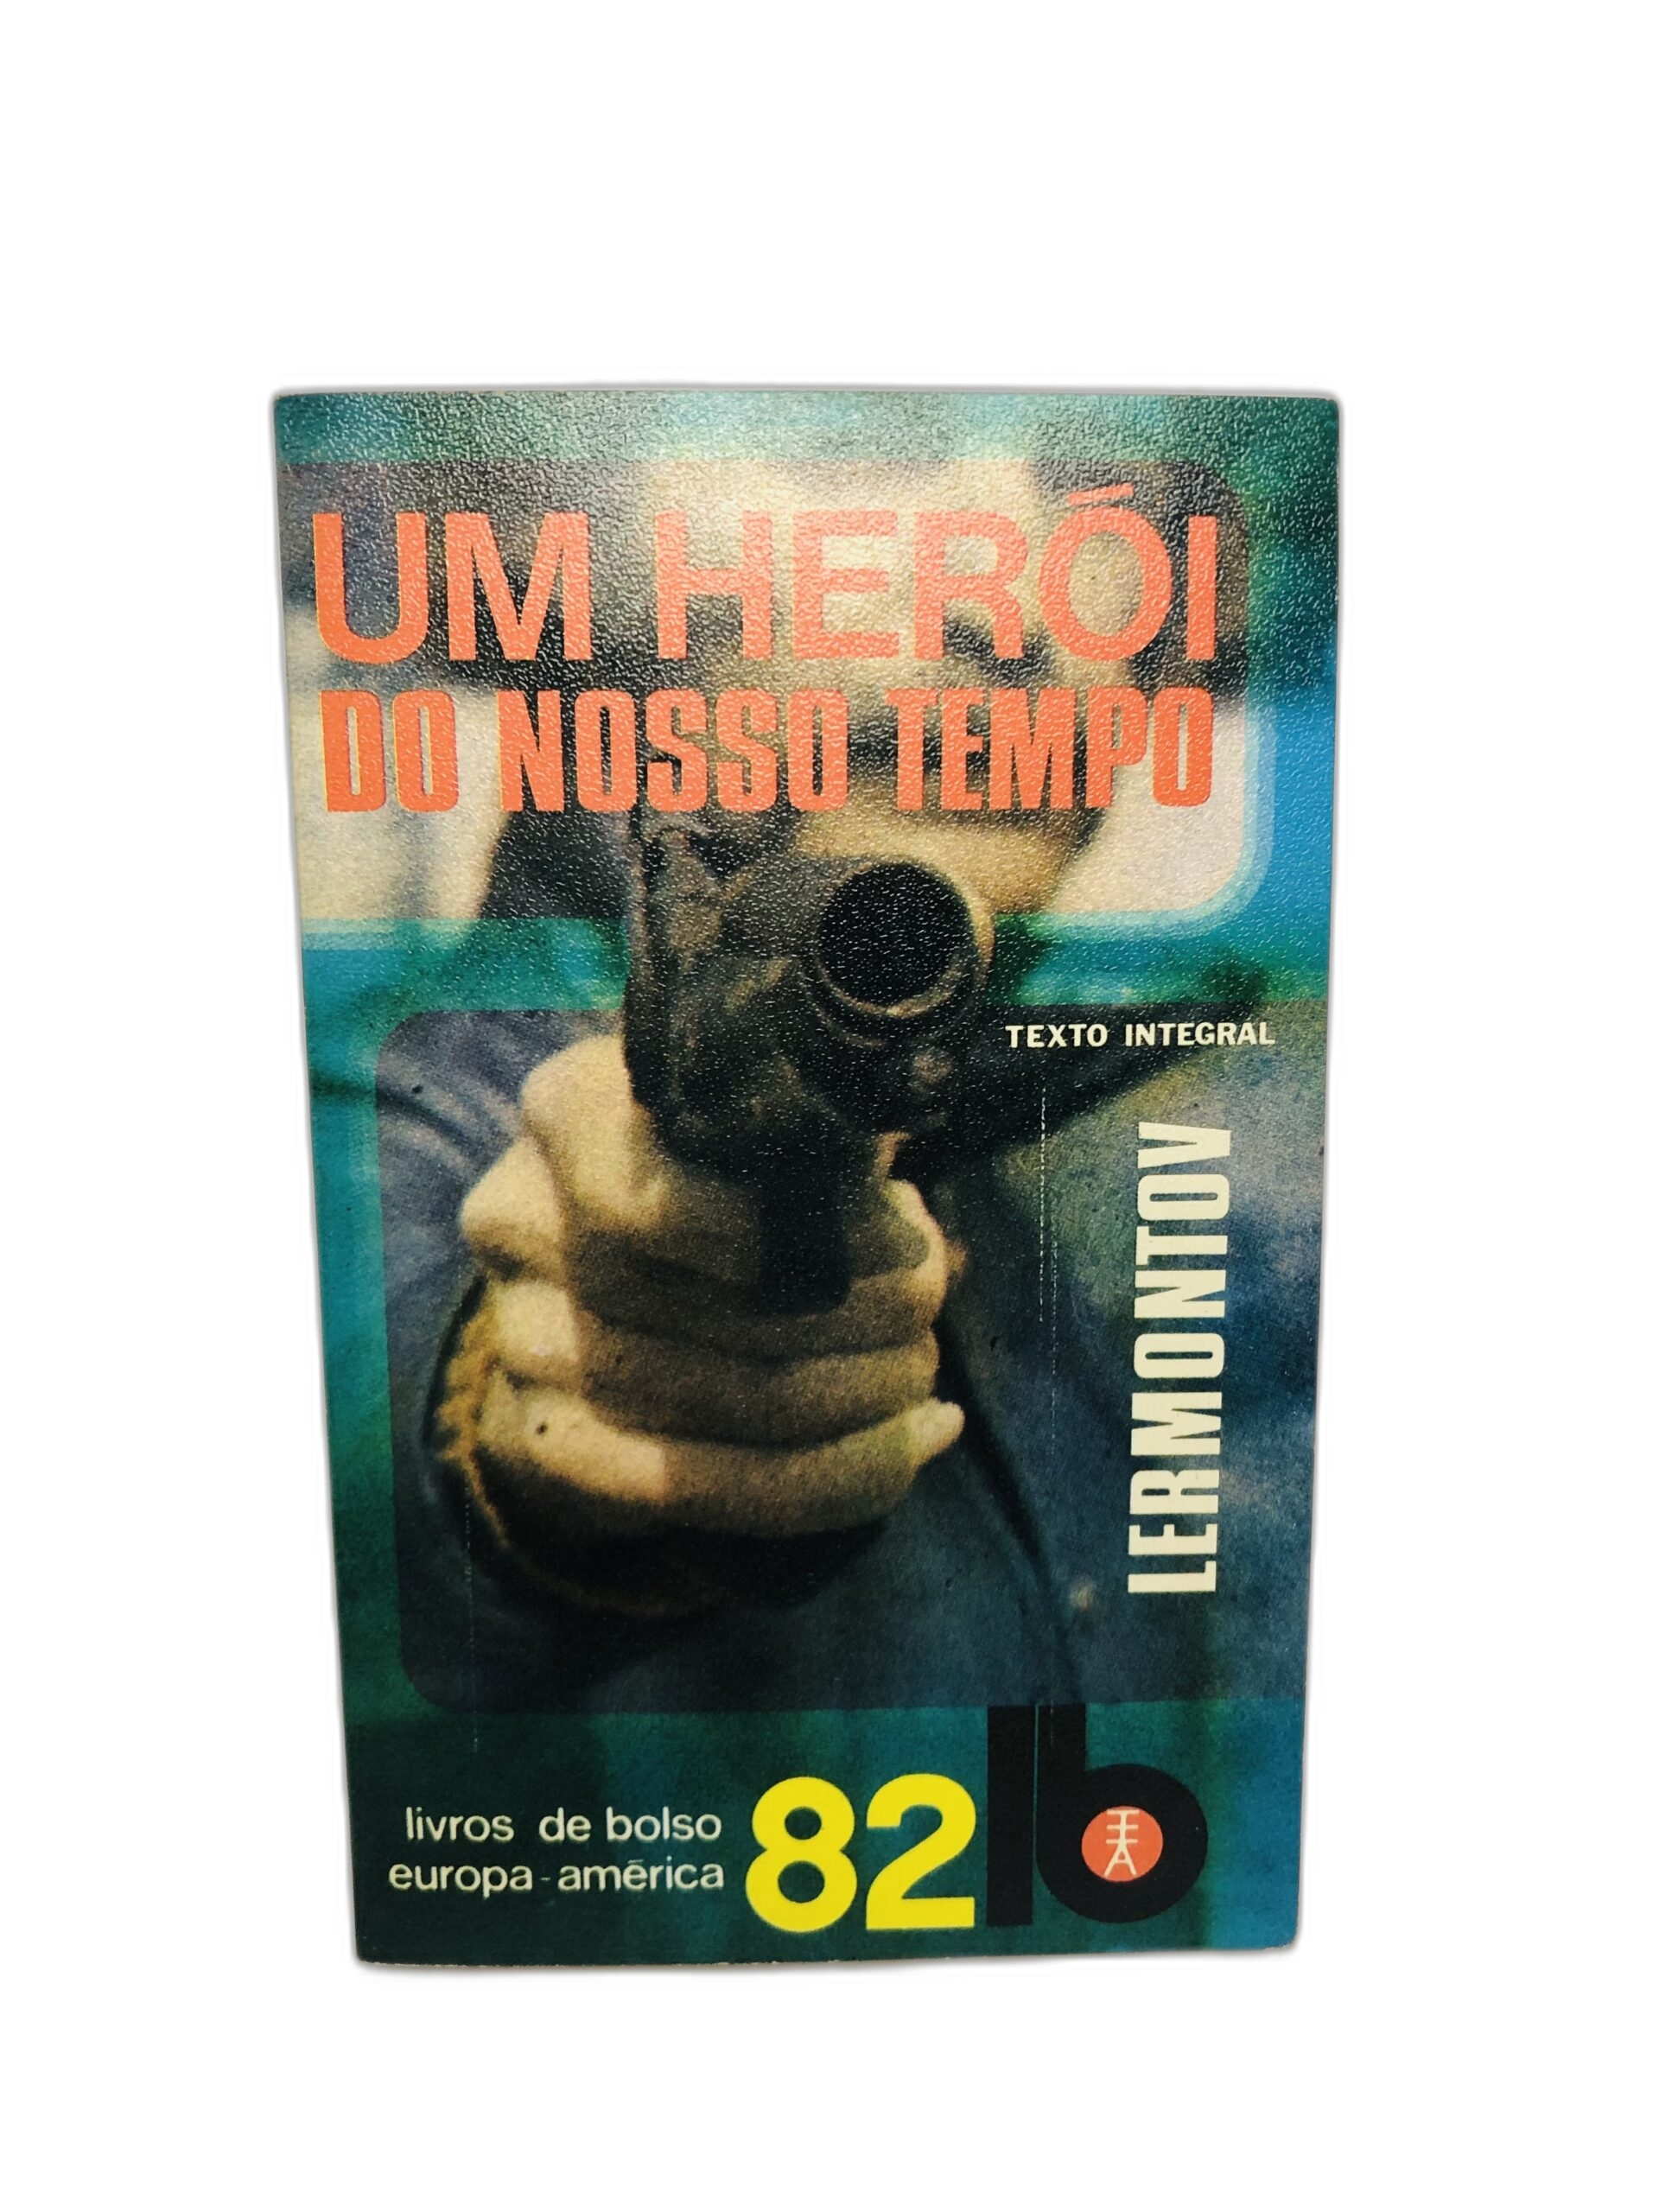 UM HERÓI
DO NOSSO TEMPO
TEXTO INTEGRAL
LERMONTOV
livros de bolso
europa-américa
82
lb